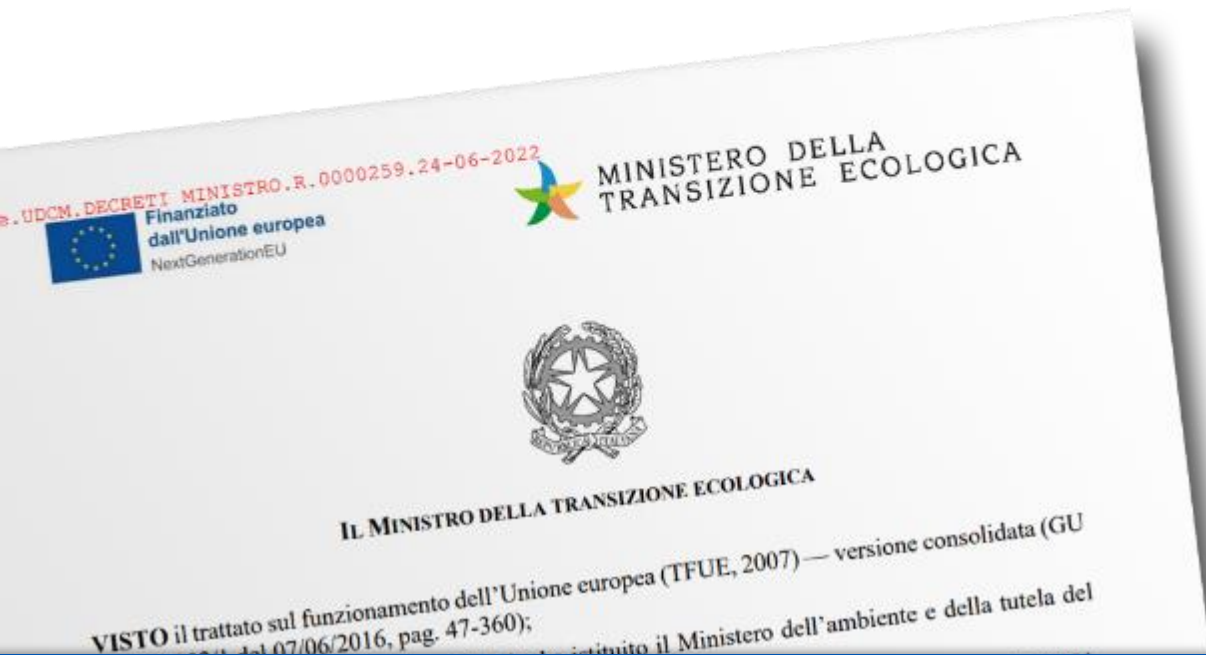 .UDCM.DECRETI MINISTRO.R.0000259.24-06-2022
Finanziato
dall'Unione europea
NextGenerationEU
MINISTERO DELLA
TRANSIZIONE ECOLOGICA
IL MINISTRO DELLA TRANSIZIONE ECOLOGICA
VISTO il trattato sul funzionamento dell'Unione europea (TFUE, 2007) — versione consolidata (GU
del 07/06/2016, pag. 47-360);
istituito il Ministero dell'ambiente e della tutela del